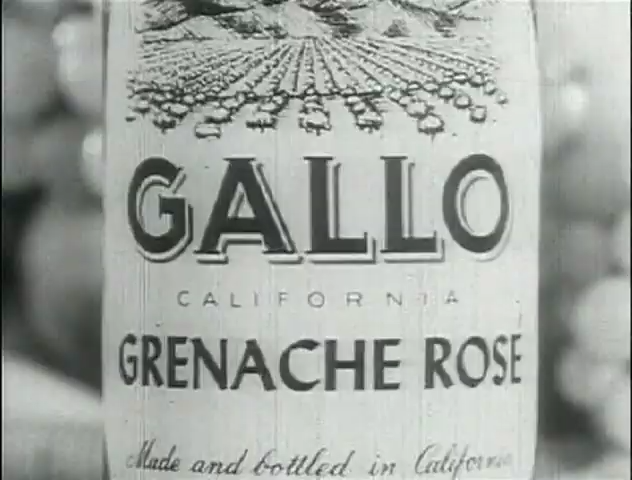 GALLO
CALIFORNIA
GRENACHE ROSE
Made and bottled in California